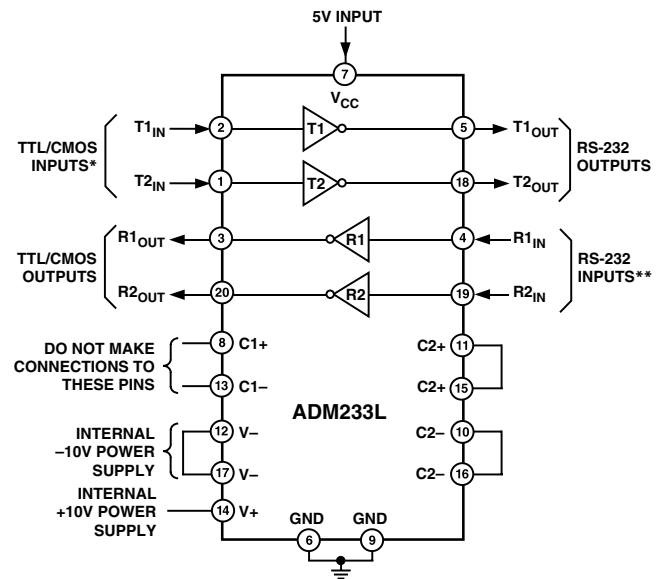 5V INPUT
7
VCC
TTL/CMOS
INPUTS*
T1IN
2
T1
5
T1OUT
T2IN
1
T2
18
T2OUT
RS-232
OUTPUTS
TTL/CMOS
OUTPUTS
R1OUT
3
R1
4
R1IN
R2OUT
20
R2
19
R2IN
RS-232
INPUTS**
DO NOT MAKE
CONNECTIONS TO
THESE PINS
8 C1+
13 C1–
C2+ 11
C2+ 15
ADM233L
INTERNAL
–10V POWER
SUPPLY
12 V–
17 V–
C2– 10
C2– 16
INTERNAL
+10V POWER
SUPPLY
14 V+
GND GND
6 9